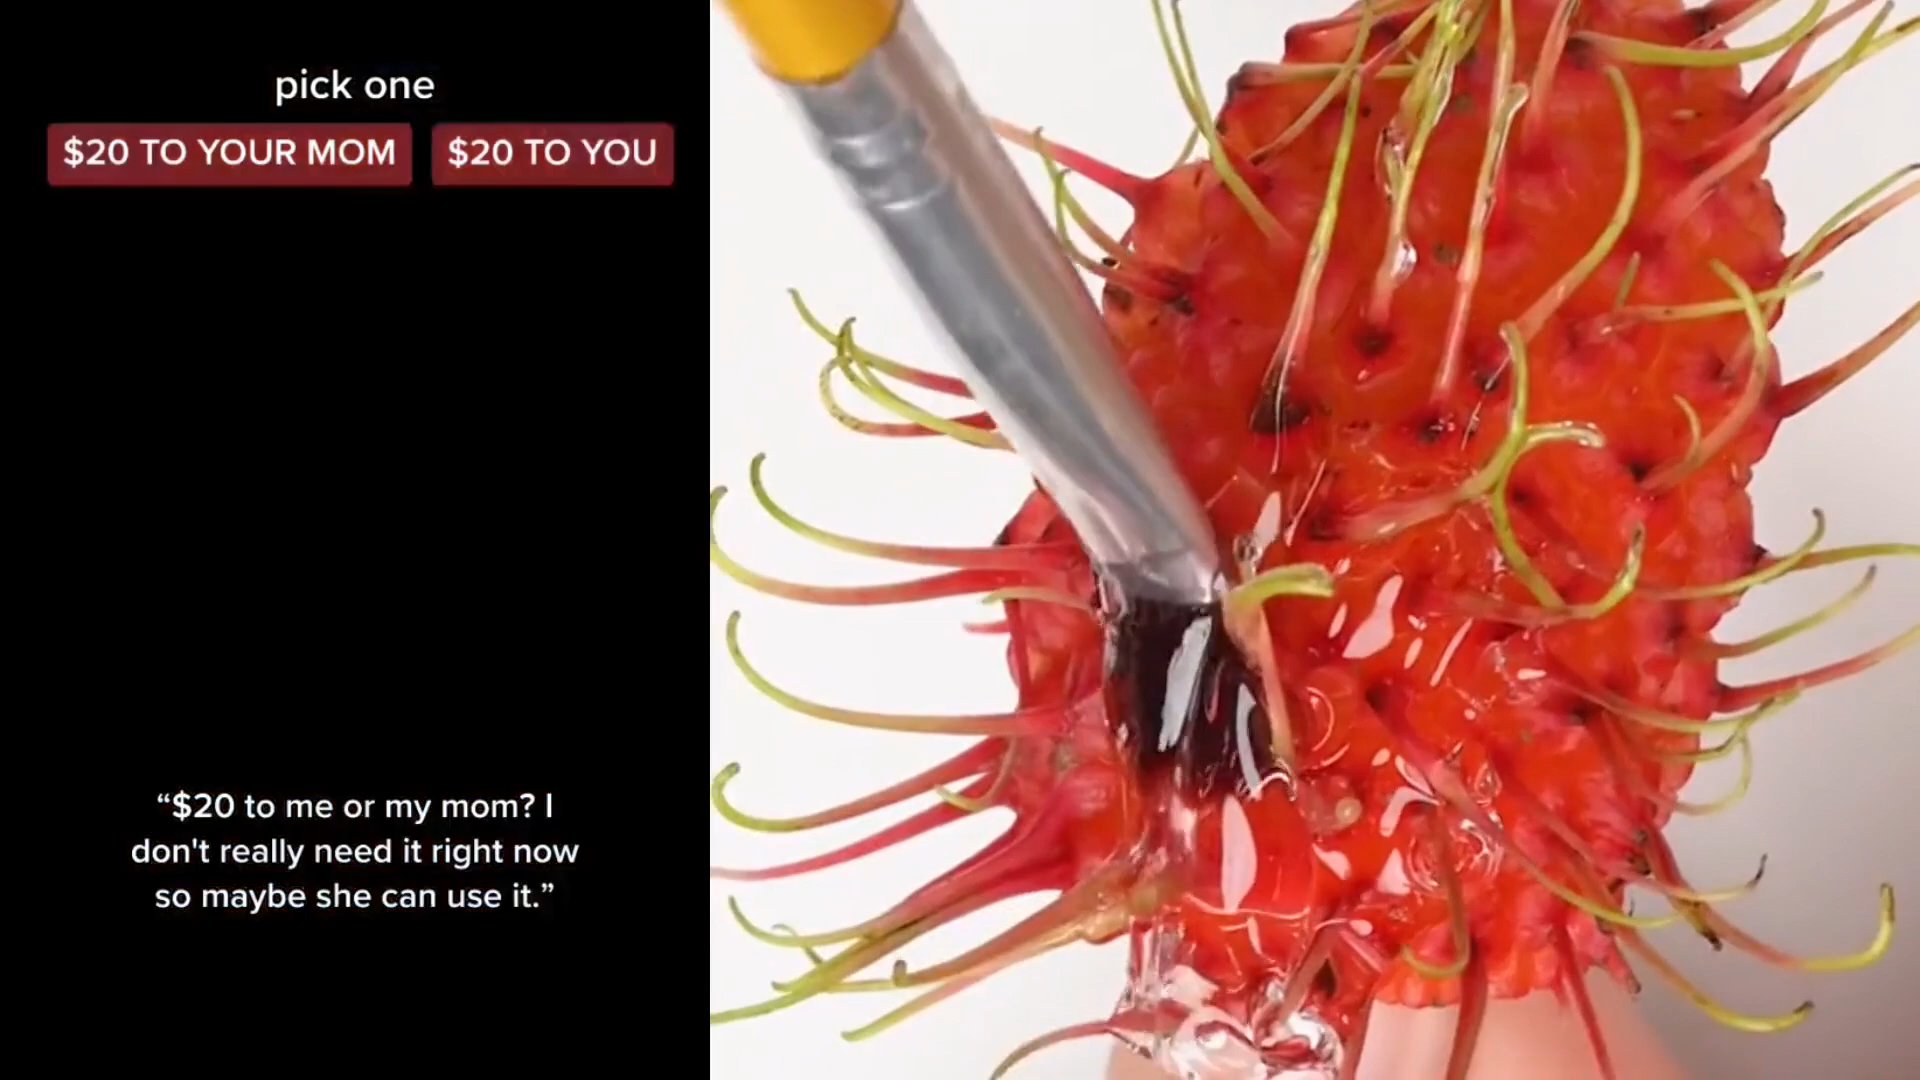 pick one
$20 TO YOUR MOM $20 TO YOU
“$20 to me or my mom? I
don't really need it right now
so maybe she can use it.”